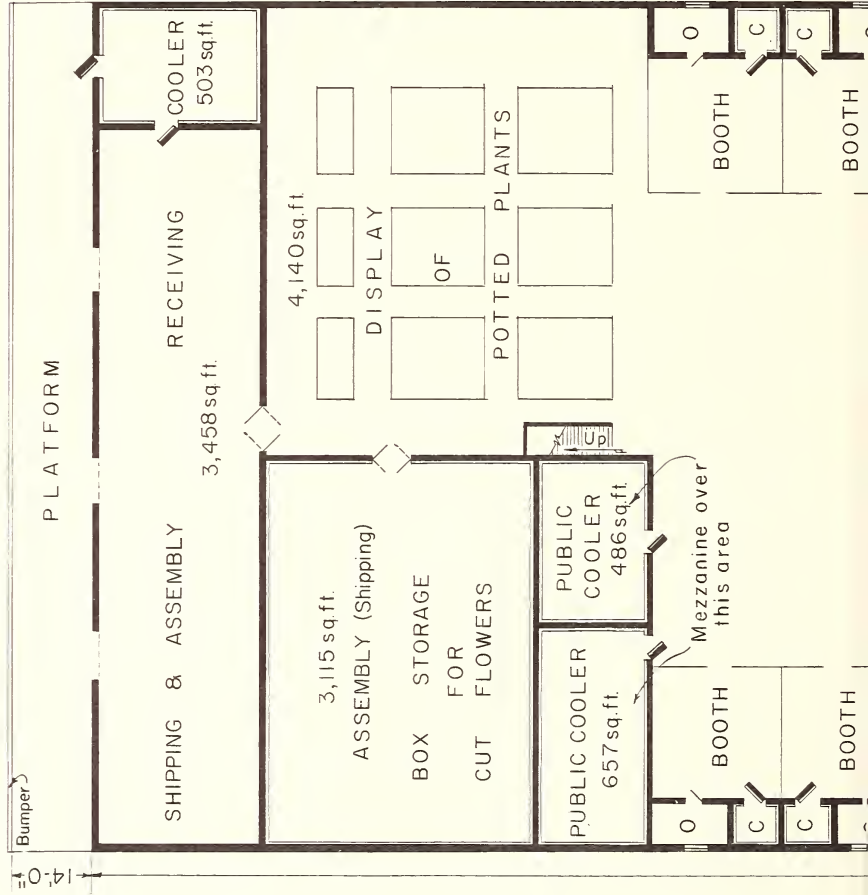 Bumper
14'-0"
PLATFORM
SHIPPING & ASSEMBLY
RECEIVING
3,458 sq.ft.
COOLER
503 sq.ft.
3,115 sq.ft.
ASSEMBLY (Shipping)
BOX STORAGE
FOR
CUT FLOWERS
4,140 sq.ft.
DISPLAY
OF
POTTED PLANTS
Up
PUBLIC COOLER
657 sq.ft.
PUBLIC
COOLER
486 sq.ft.
Mezzanine over
this area
O
C
C
BOOTH
BOOTH
O
C
C
BOOTH
BOOTH